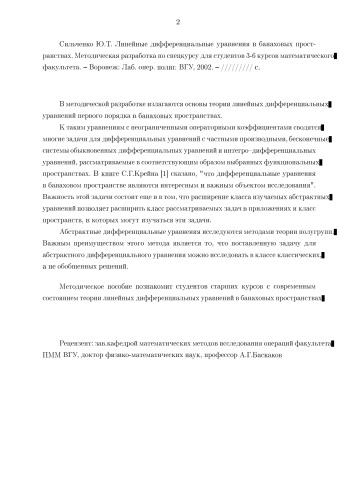 2
Сильченко Ю.Т. Линейные дифференциальные уравнения в банаховых прост-
ранствах. Методическая разработка по спецкурсу для студентов 3-6 курсов математического
факультета. – Воронеж: Лаб. опер. полиг. ВГУ, 2002. – ///////// с.
В методической разработке излагаются основы теории линейных дифференциальных
уравнений первого порядка в банаховых пространствах.
К таким уравнениям с неограниченными операторными коэффициентами сводятся
многие задачи для дифференциальных уравнений с частными производными, бесконечные
системы обыкновенных дифференциальных уравнений и интегро–дифференциальных
уравнений, рассматриваемые в соответствующим образом выбранных функциональных
пространствах. В книге С.Г.Крейна [1] сказано, "что дифференциальные уравнения
в банаховом пространстве являются интересным и важным объектом исследования".
Важность этой задачи состоит еще и в том, что расширение класса изучаемых абстрактных
уравнений позволяет расширить класс рассматриваемых задач в приложениях и класс
пространств, в которых могут изучаться эти задачи.
Абстрактные дифференциальные уравнения исследуются методами теории полугрупп.
Важным преимуществом этого метода является то, что поставленную задачу для
абстрактного дифференциального уравнения можно исследовать в классе классических,
а не обобщенных решений.
Методическое пособие познакомит студентов старших курсов с современным
состоянием теории линейных дифференциальных уравнений в банаховых пространствах
Рецензент: зав.кафедрой математических методов исследования операций факультета
ПММ ВГУ, доктор физико-математических наук, профессор А.Г.Баскаков